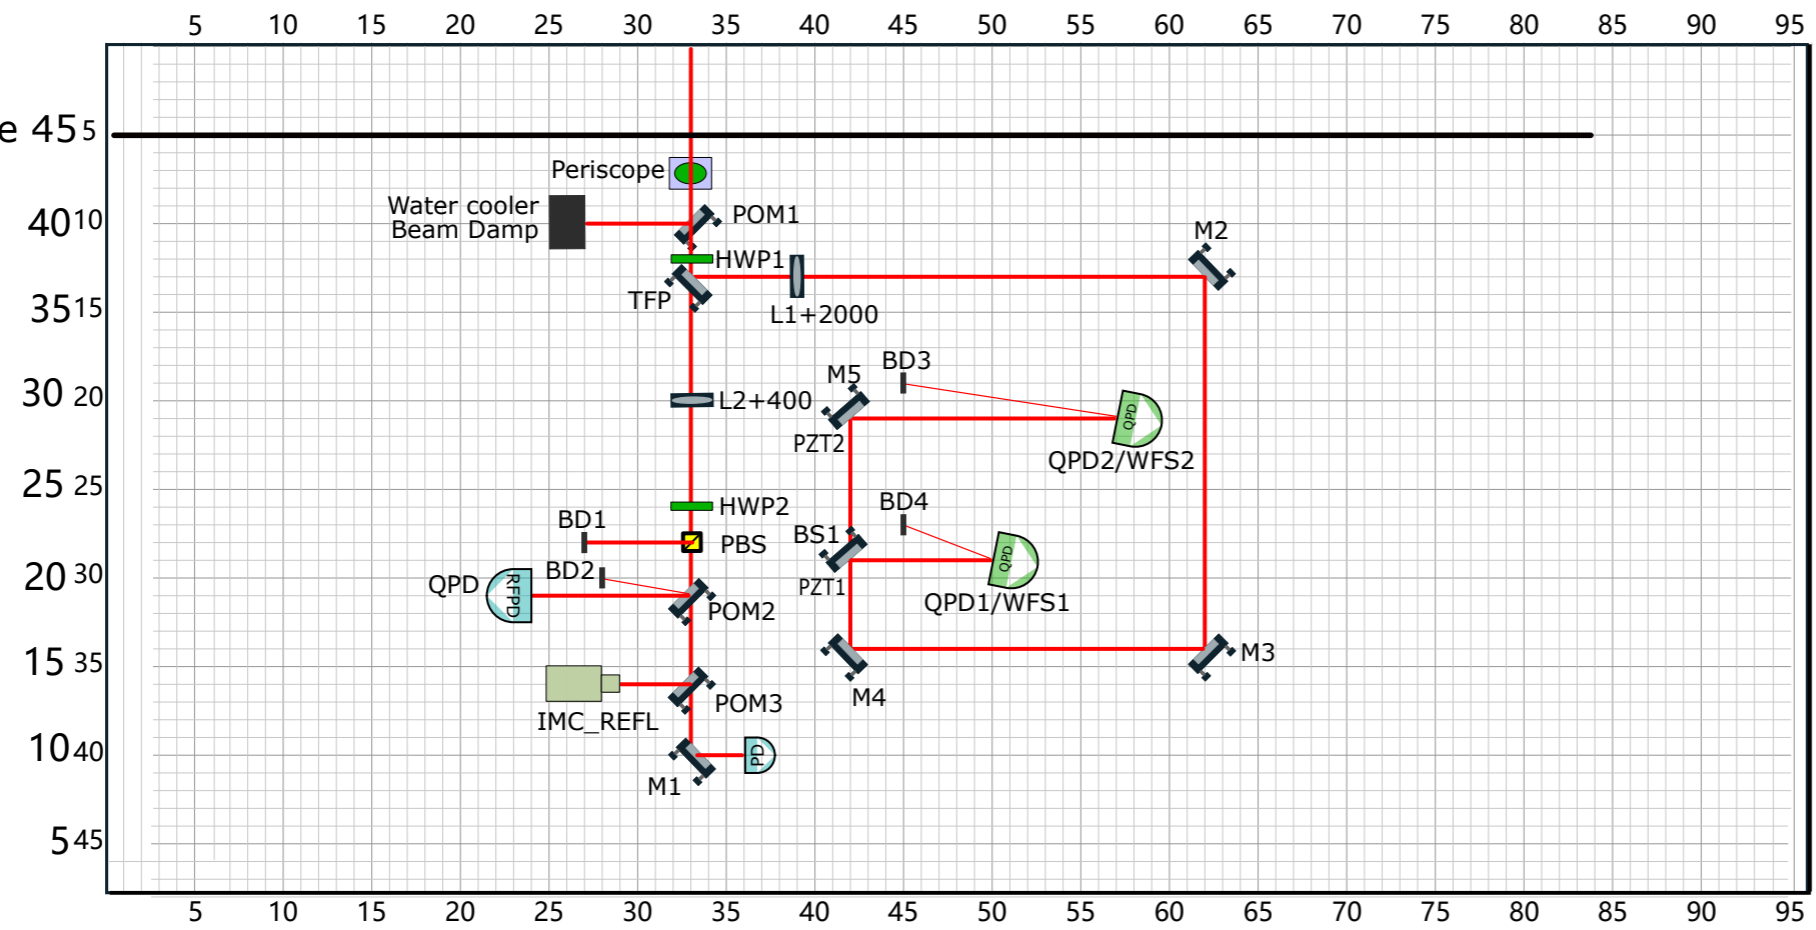 5 10 15 20 25 30 35 40 45 50 55 60 65 70 75 80 85 90 95
e 45 5
Periscope
Water cooler
Beam Damp
POM1
M2
40 10
HWP1
TFP
35 15
L1+2000
BD3
M5
30 20
L2+400
QPD
PZT2
QPD2/WFS2
25 25
BD4
HWP2
BD1
BS1
PBS
QPD
BD2
20 30
QPD
RFPD
PZT1
QPD1/WFS1
POM2
M3
15 35
M4
POM3
IMC_REFL
10 40
PD
M1
5 45
5 10 15 20 25 30 35 40 45 50 55 60 65 70 75 80 85 90 95